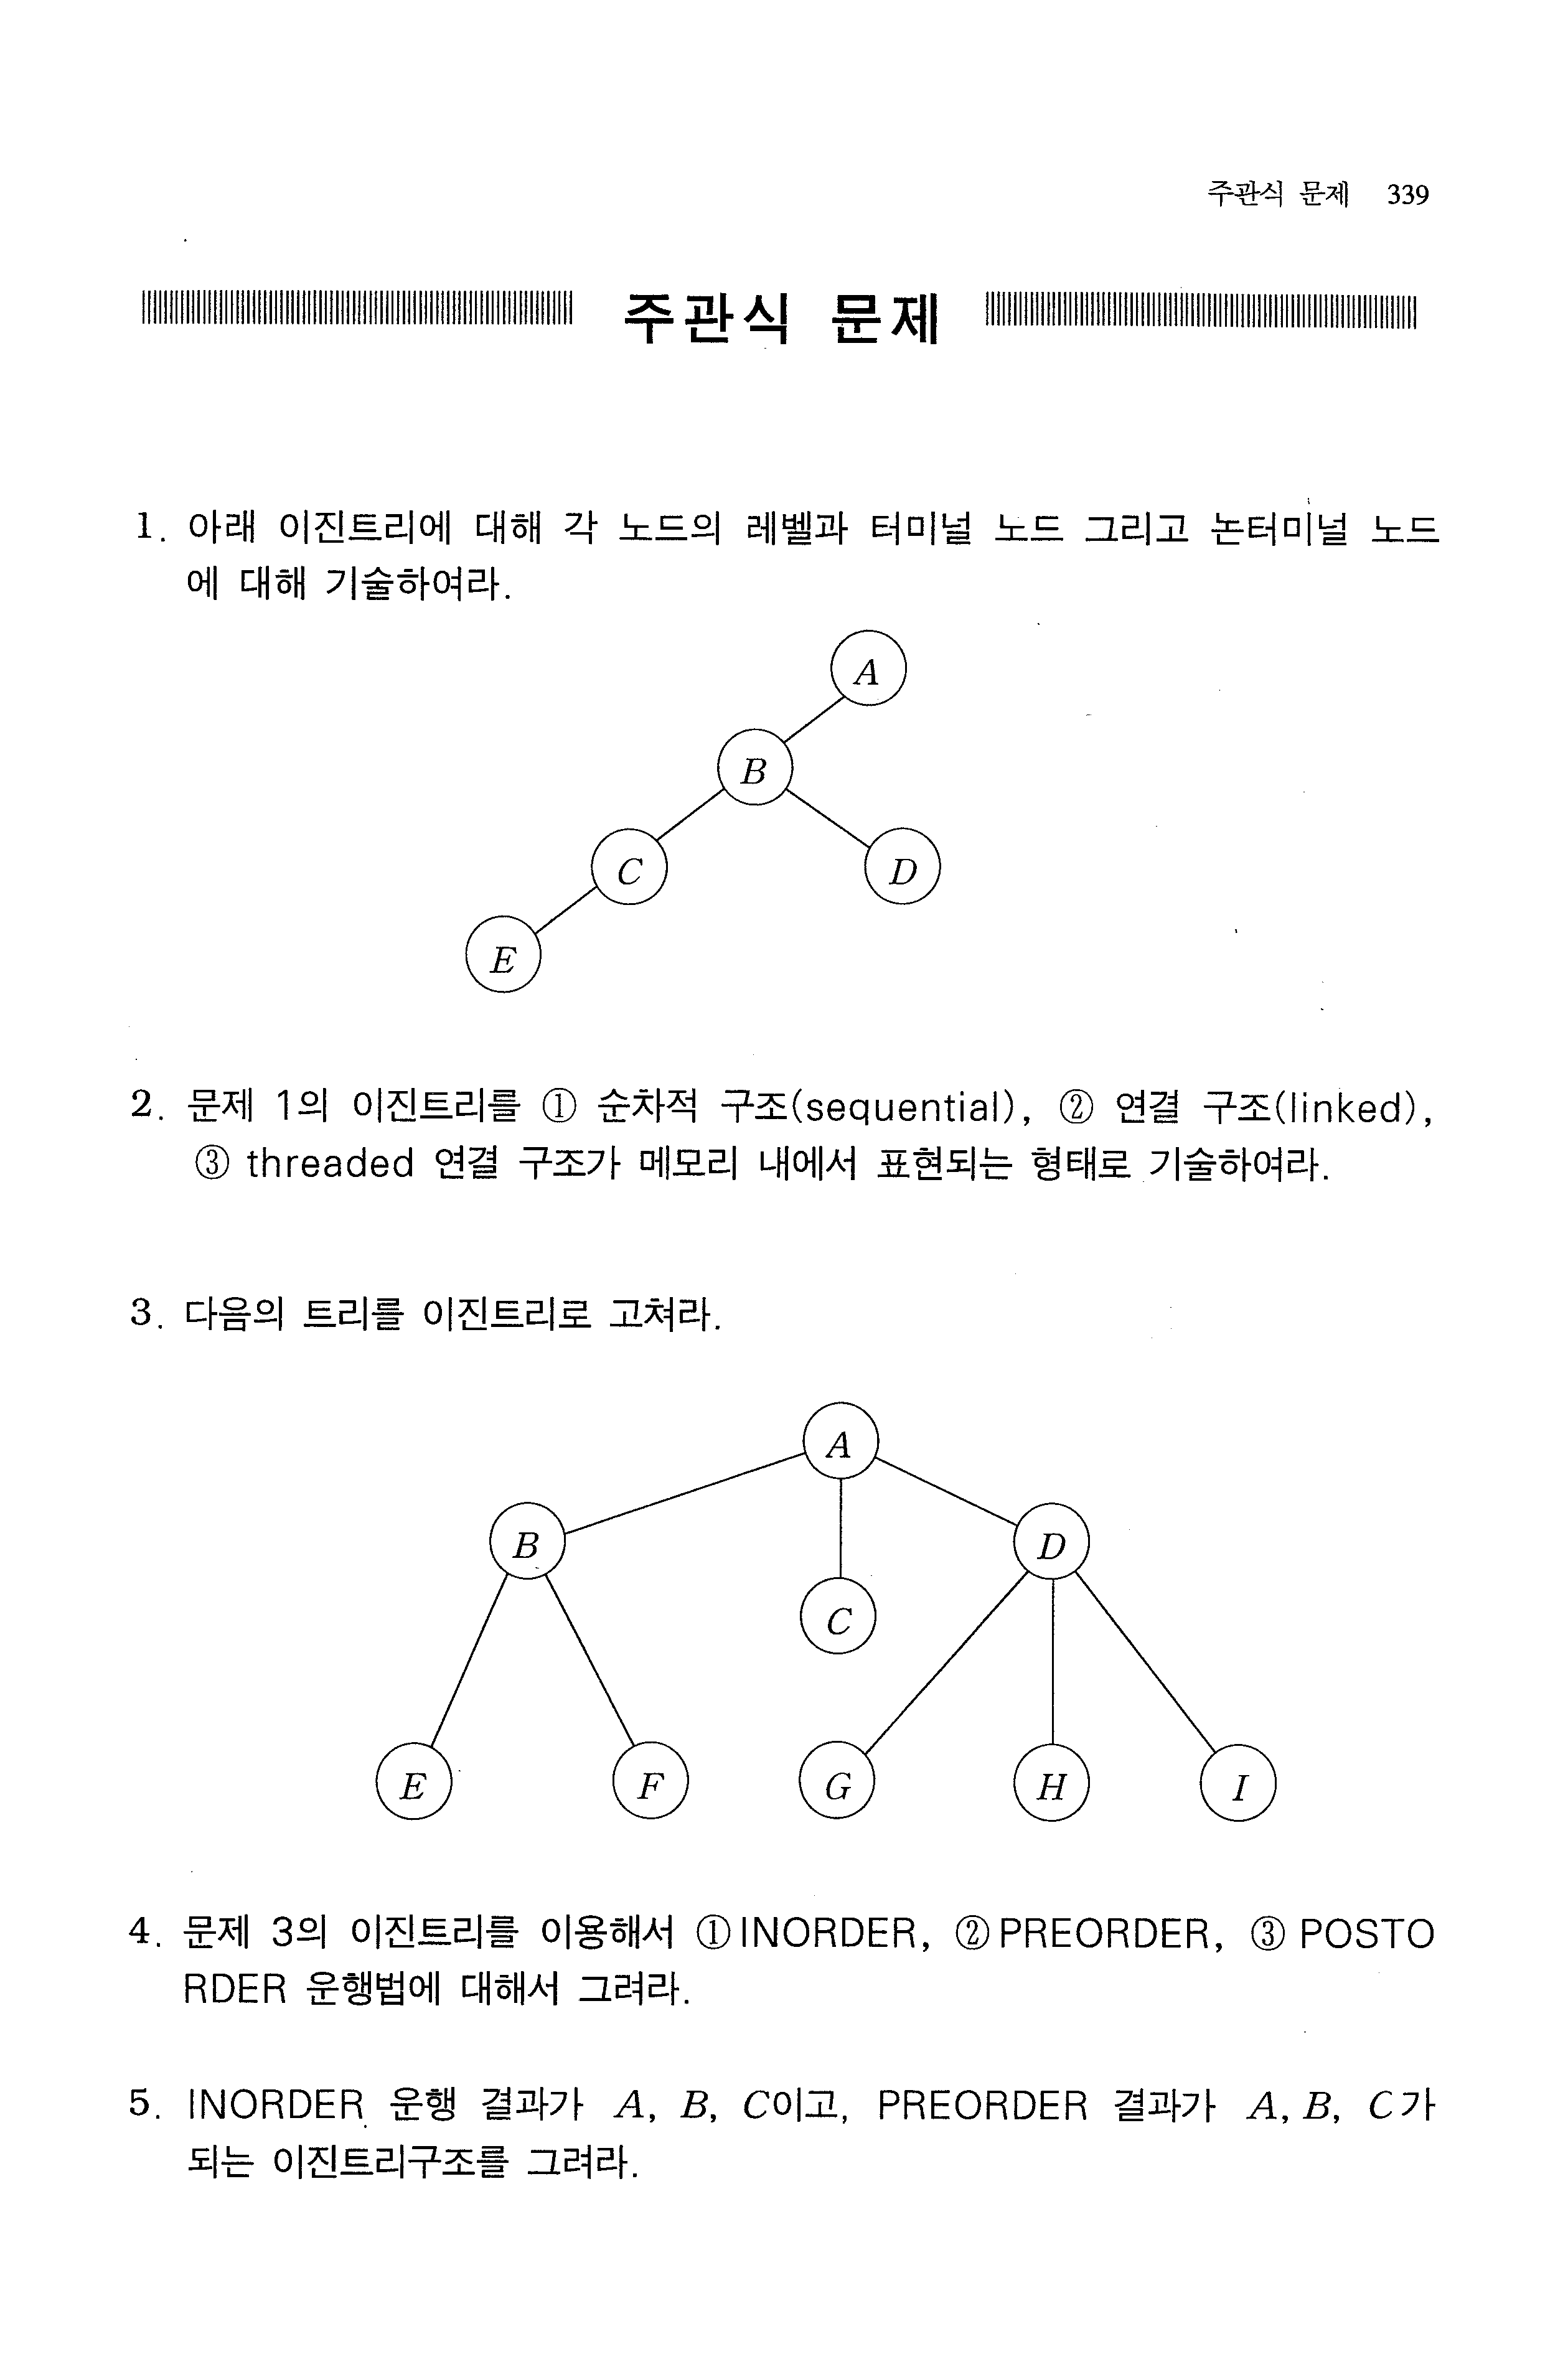 주관식 문제 339
주관식 문제
1. 아래 이진트리에 대해 각 노드의 레벨과 터미널 노드 그리고 논터미널 노드
에 대해 기술하여라.
A
B
C D
E
2. 문제 1의 이진트리를 ① 순차적 구조(sequential), ② 연결 구조(linked),
③ threaded 연결 구조가 메모리 내에서 표현되는 형태로 기술하여라.
3. 다음의 트리를 이진트리로 고쳐라.
A
B D
C
E F G H I
4. 문제 3의 이진트리를 이용해서 ①INORDER, ②PREORDER, ③ POSTO
RDER 운행법에 대해서 그려라.
5. INORDER 운행 결과가 A, B, C이고, PREORDER 결과가 A, B, C가
되는 이진트리구조를 그려라.